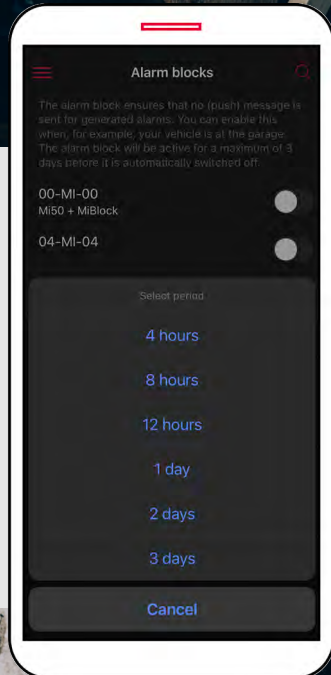 Alarm blocks
The alarm block ensures that no (push) message is
sent for generated alarms. You can enable this
when, for example, your vehicle is at the garage.
The alarm block will be active for a maximum of 3
days before it is automatically switched off.
00-MI-00
Mi50 + MiBlock
04-MI-04
Select period
4 hours
8 hours
12 hours
1 day
2 days
3 days
Cancel